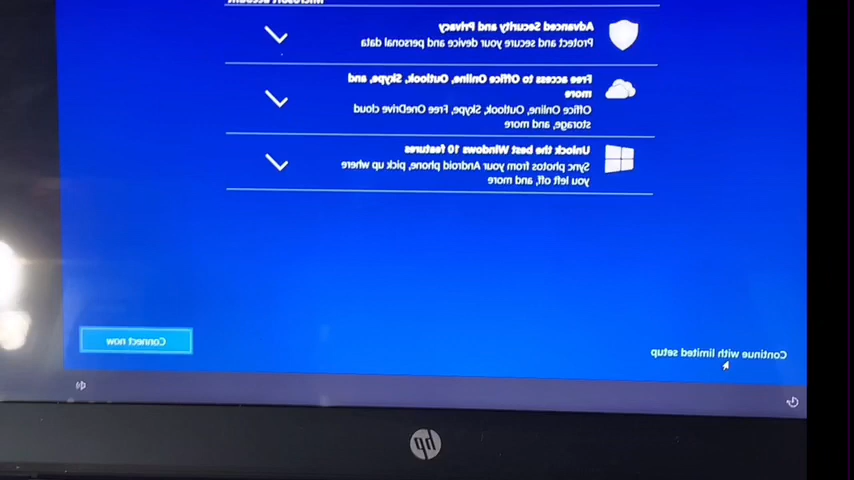 Microsoft account
Advanced Security and Privacy
Protect and secure your device and personal data
Free access to Office Online, Outlook, Skype, and
more
Office Online, Outlook, Skype, Free OneDrive cloud
storage, and more
Unlock the best Windows 10 features
Sync photos from your Android phone, pick up where
you left off, and more
Continue with limited setup
Connect now
hp